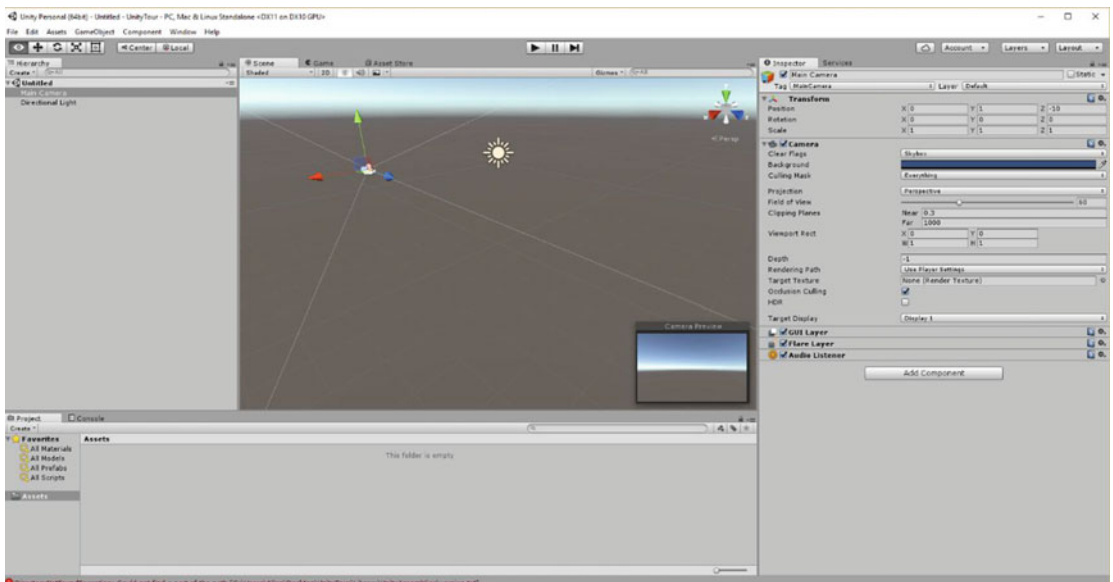 Unity Personal (64bit) - Untitled - UnityTour - PC, Mac & Linux Standalone <DX11 on DX10 GPU>
File Edit Assets GameObject Component Window Help
Center Local
Account Layers Layout
Hierarchy
Create All
Untitled
Main Camera
Directional Light
Scene Game Asset Store
Shaded 2D Gizmos All
Persp
Camera Preview
Inspector Services
Main Camera Static
Tag MainCamera Layer Default
Transform
Position X 0 Y 1 Z -10
Rotation X 0 Y 0 Z 0
Scale X 1 Y 1 Z 1
Camera
Clear Flags Skybox
Background
Culling Mask Everything
Projection Perspective
Field of View 60
Clipping Planes Near 0.3
Far 1000
Viewport Rect X 0 Y 0
W 1 H 1
Depth -1
Rendering Path Use Player Settings
Target Texture None (Render Texture)
Occlusion Culling
HDR
Target Display Display 1
GUI Layer
Flare Layer
Audio Listener
Add Component
Project Console
Create
Favorites
All Materials
All Models
All Prefabs
All Scripts
Assets
Assets
This folder is empty